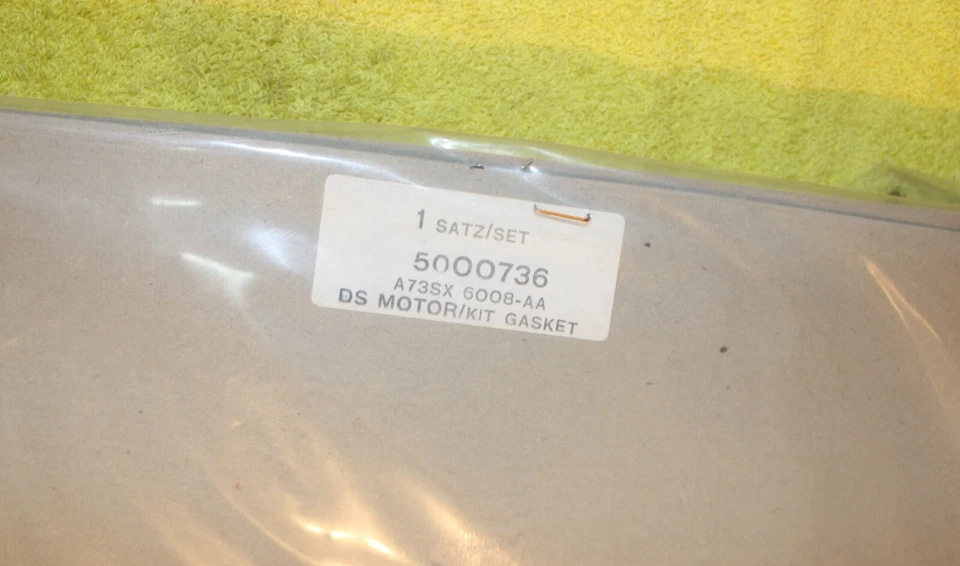 1 SATZ/SET
5000736
A73SX 6008-AA
DS MOTOR/KIT GASKET